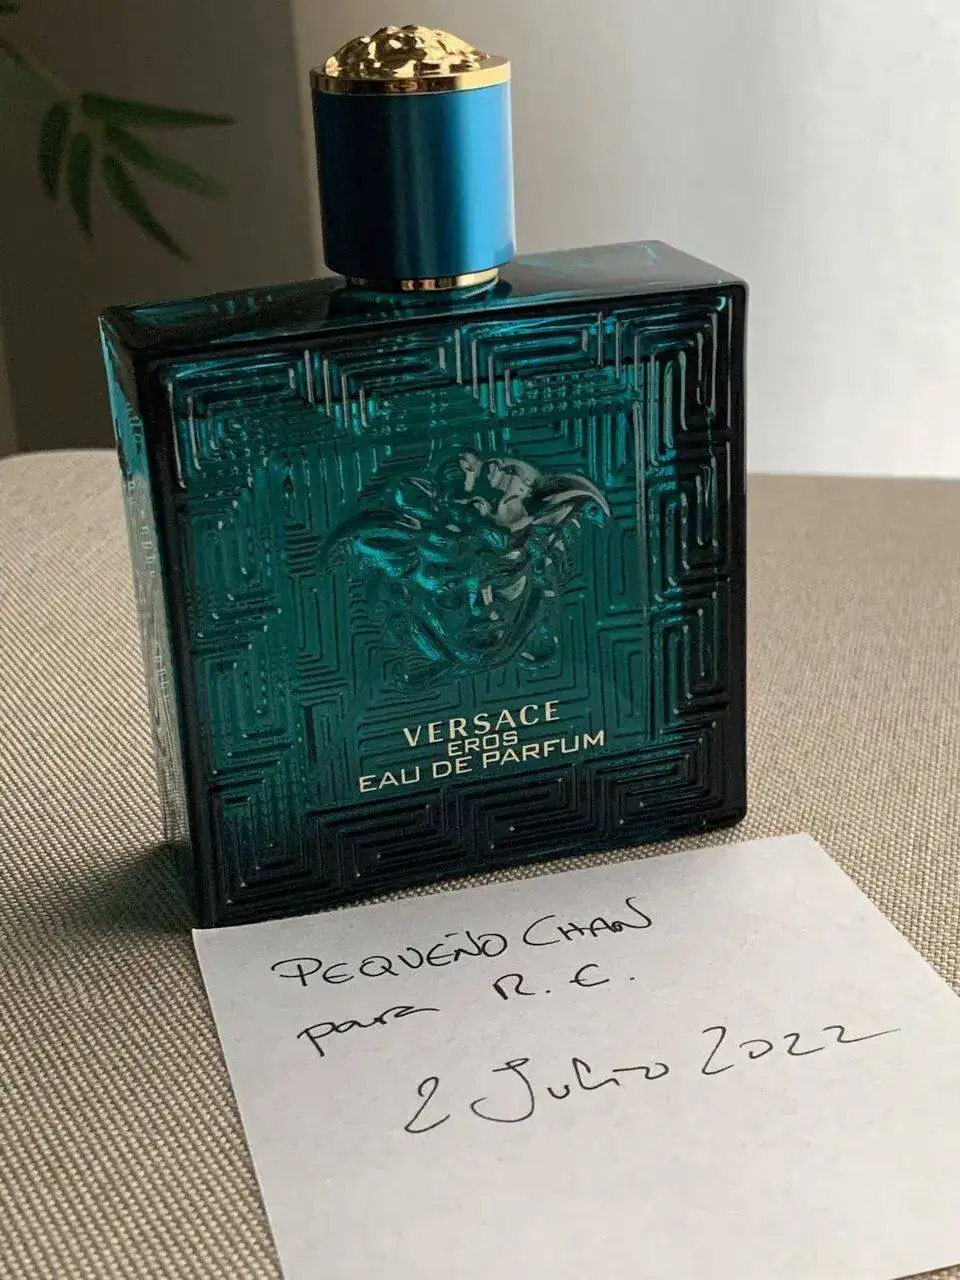 VERSACE
EROS
EAU DE PARFUM
PEQUEÑO CHAN
para R.C.
2 Julio 2022